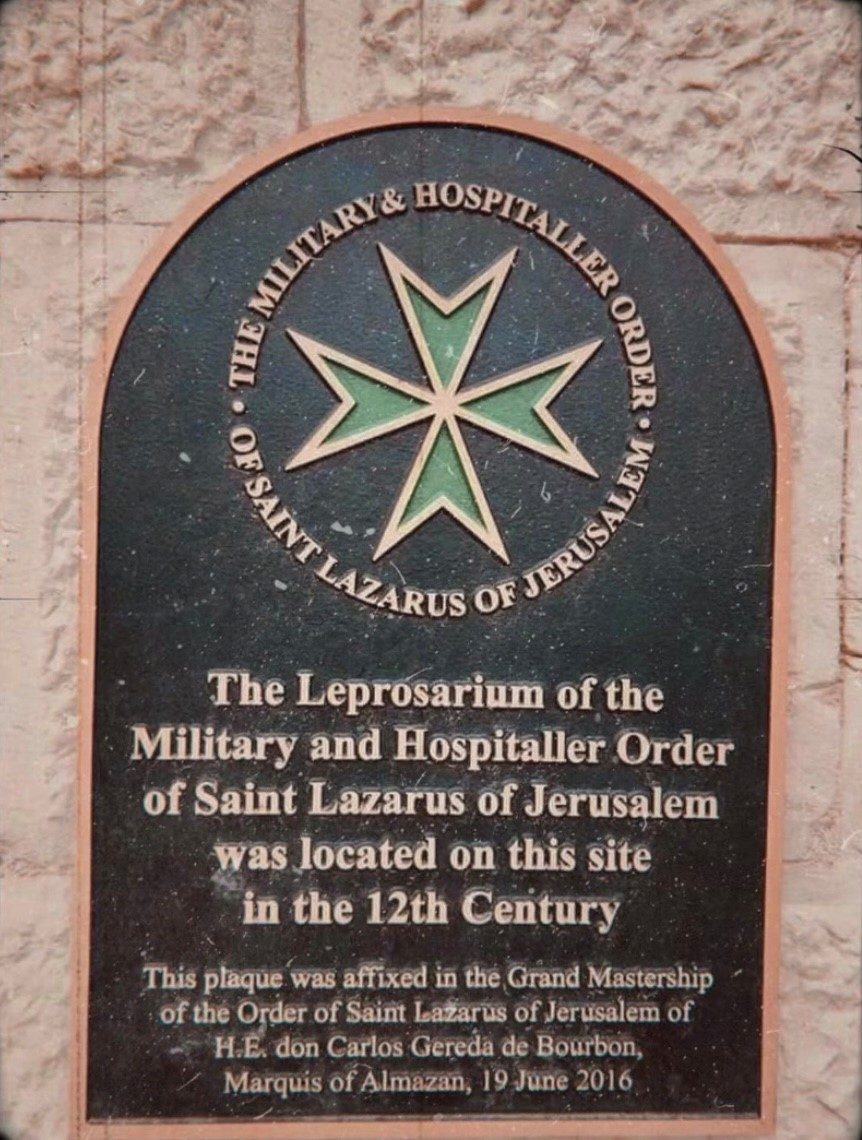 THE MILITARY & HOSPITALLER ORDER
• OF SAINT LAZARUS OF JERUSALEM •
The Leprosarium of the
Military and Hospitaller Order
of Saint Lazarus of Jerusalem
was located on this site
in the 12th Century
This plaque was affixed in the Grand Mastership
of the Order of Saint Lazarus of Jerusalem of
H.E. don Carlos Gereda de Bourbon,
Marquis of Almazan, 19 June 2016